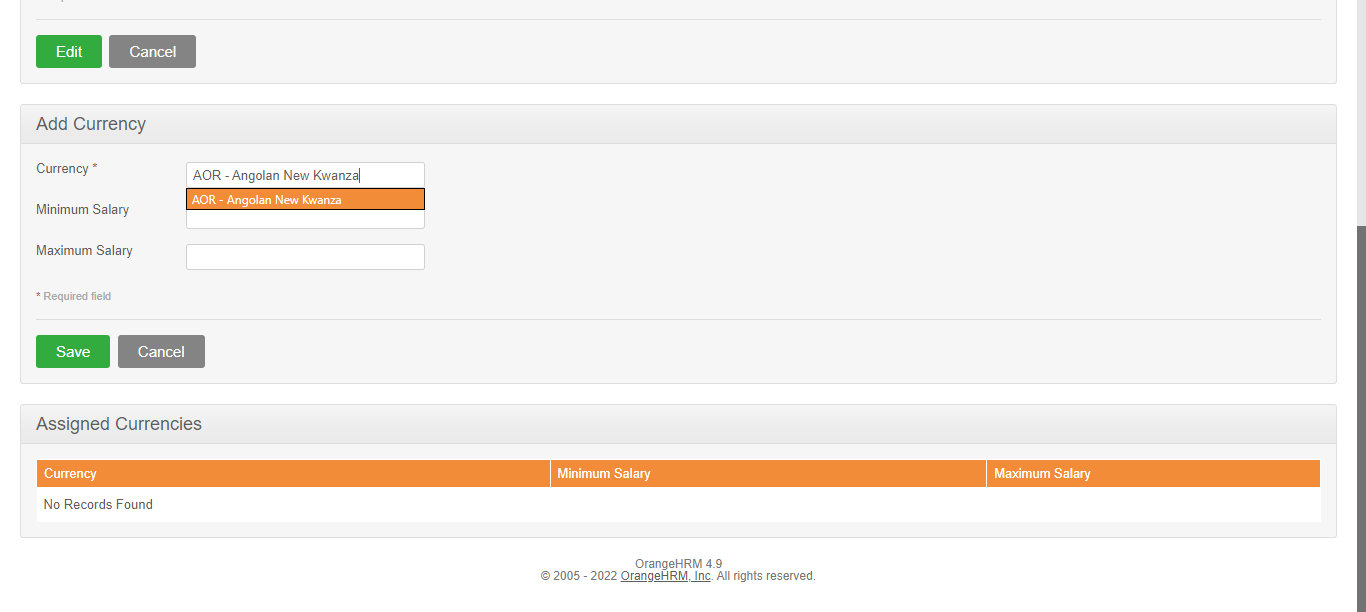 Edit Cancel
Add Currency
Currency *
AOR - Angolan New Kwanza
AOR - Angolan New Kwanza
Minimum Salary
Maximum Salary
* Required field
Save Cancel
Assigned Currencies
Currency Minimum Salary Maximum Salary
No Records Found
OrangeHRM 4.9
© 2005 - 2022 OrangeHRM, Inc. All rights reserved.